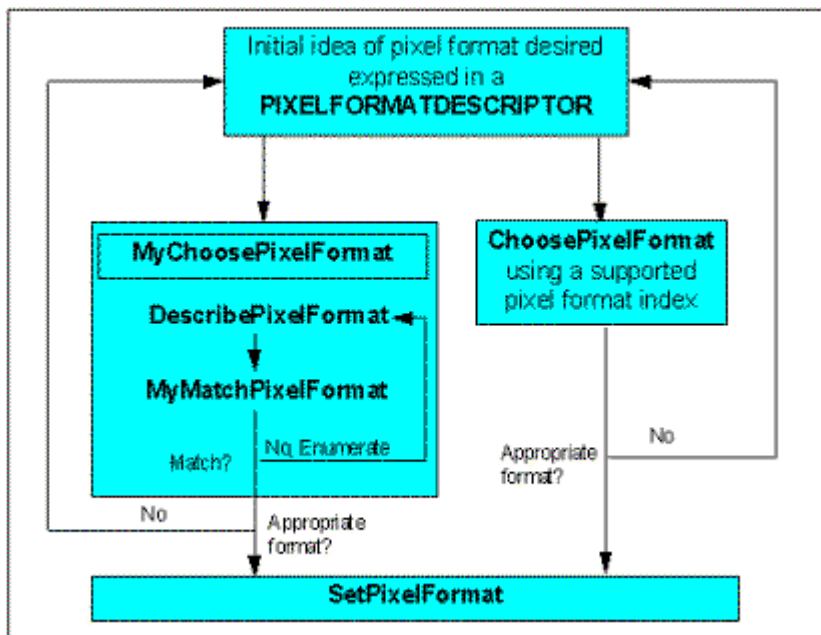 Initial idea of pixel format desired
expressed in a
PIXELFORMATDESCRIPTOR
MyChoosePixelFormat
DescribePixelFormat
MyMatchPixelFormat
Match?
No, Enumerate
No
Appropriate
format?
ChoosePixelFormat
using a supported
pixel format index
Appropriate
format?
No
SetPixelFormat